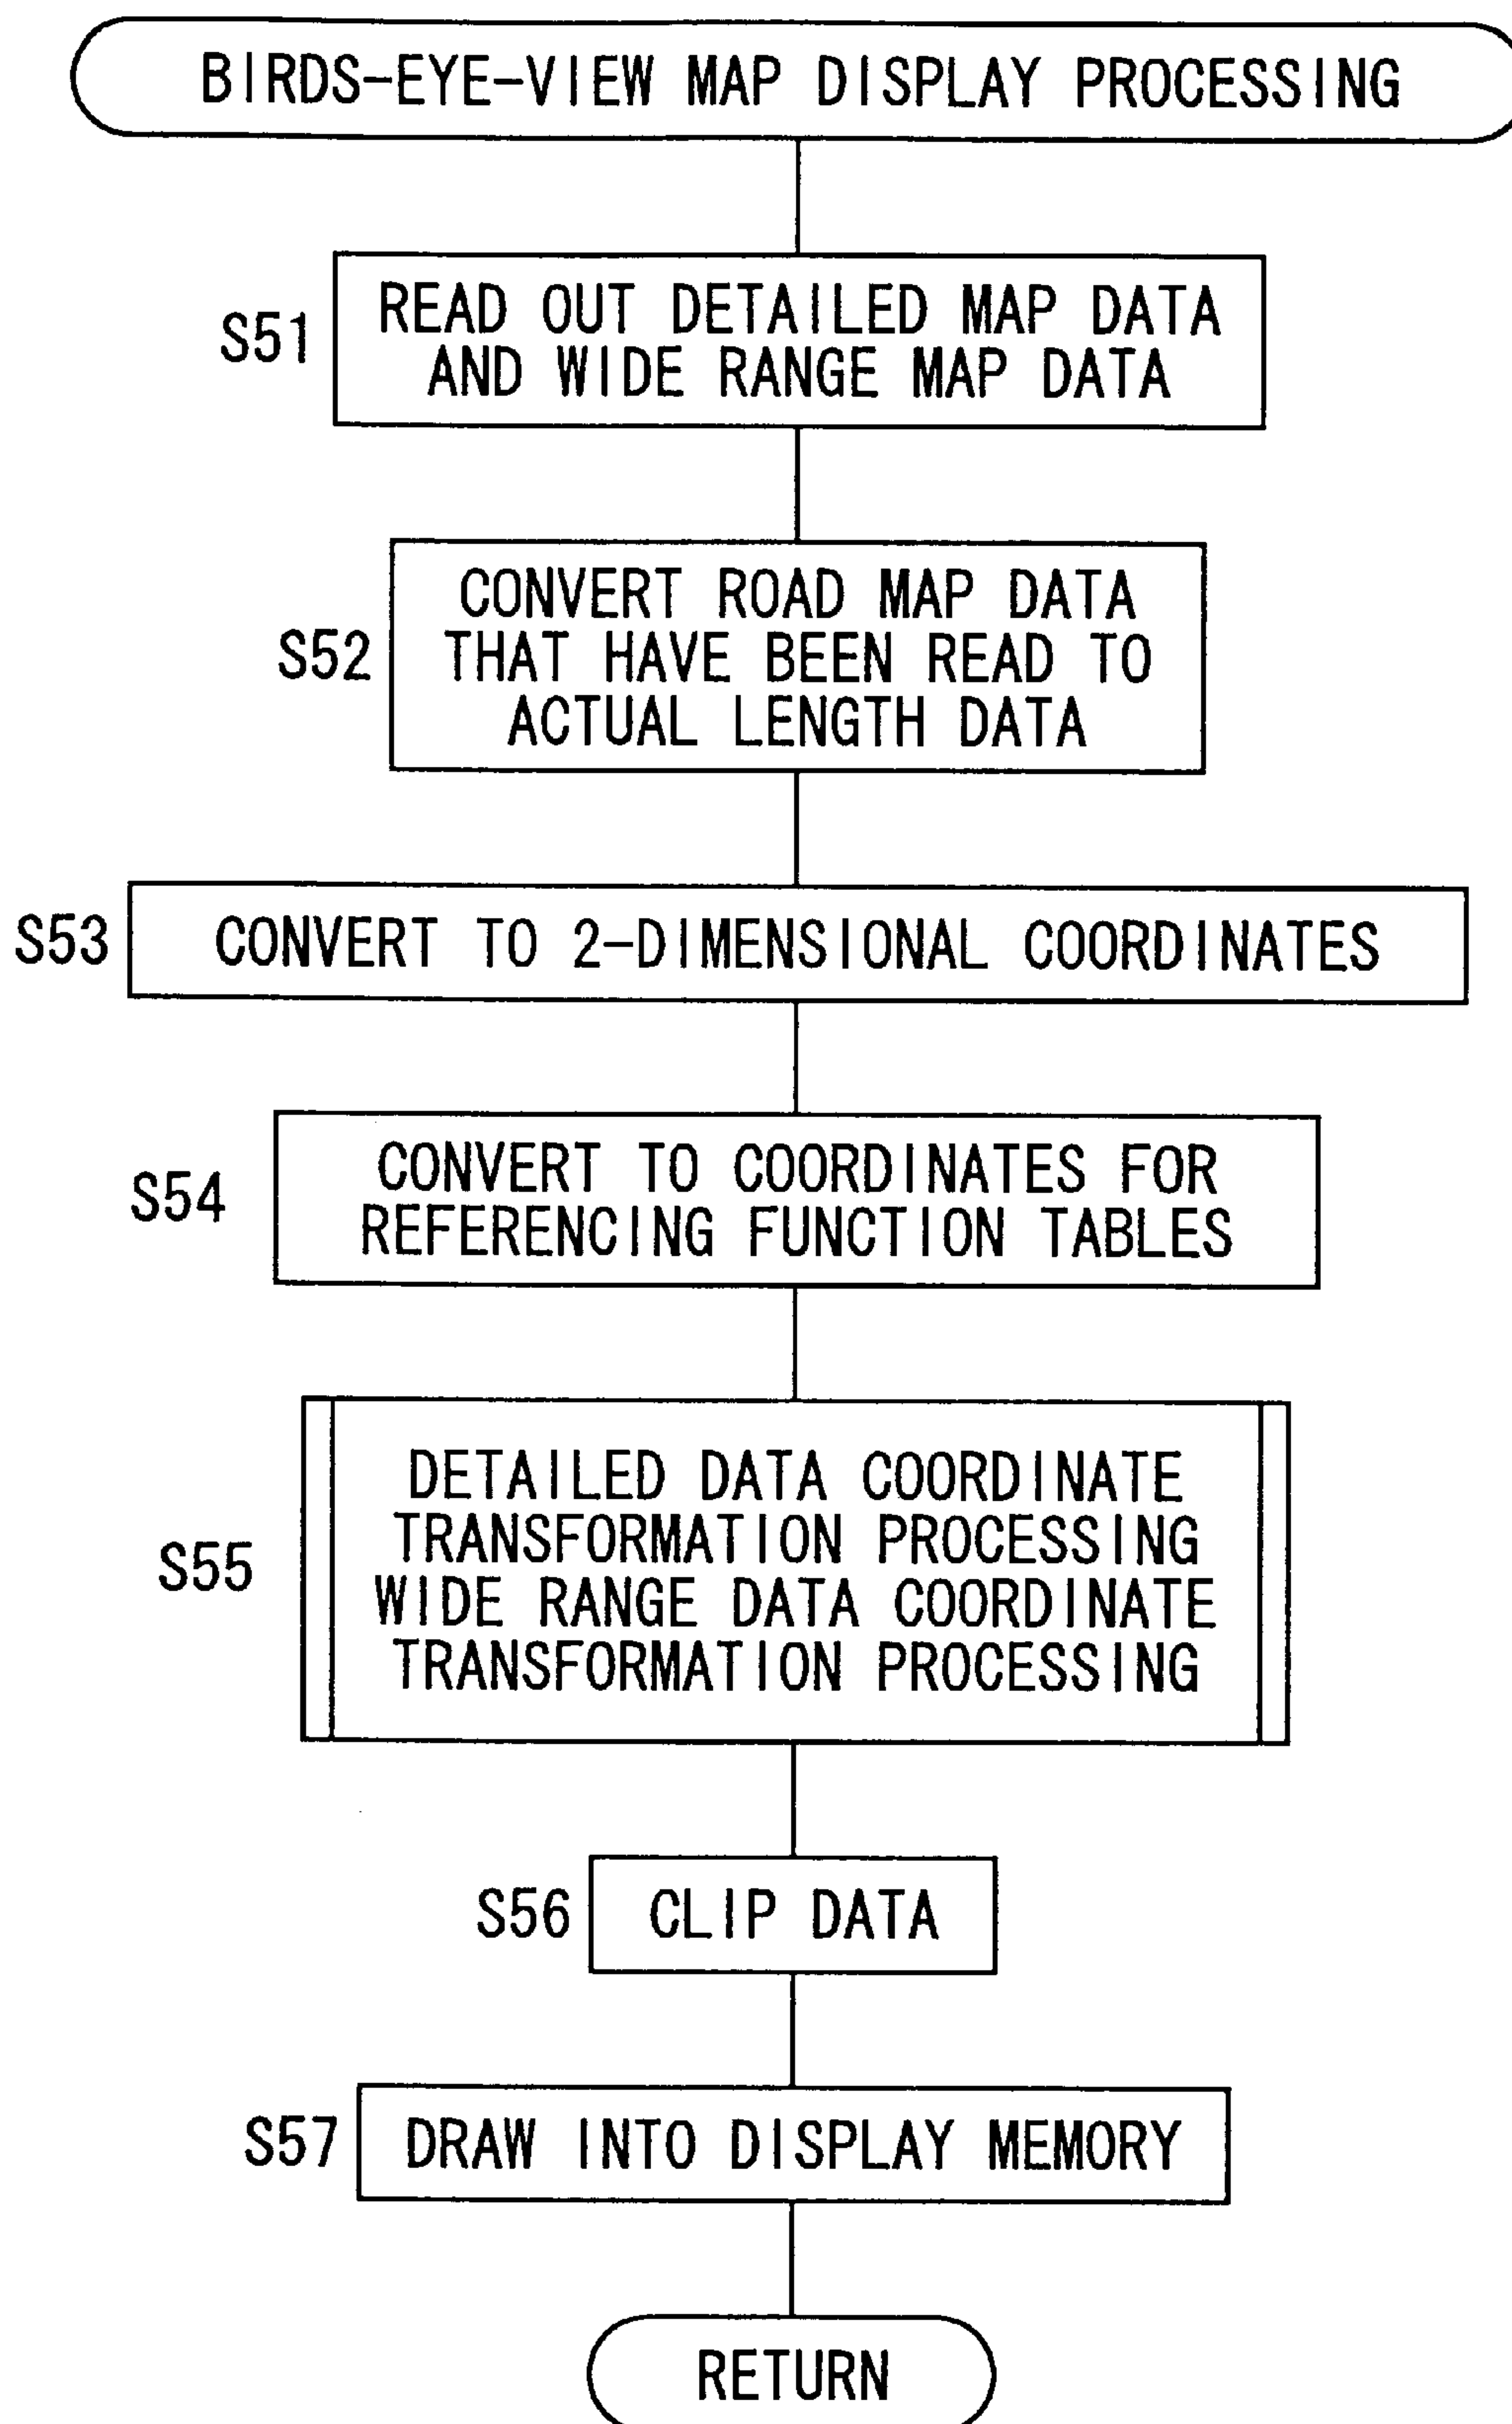 BIRDS-EYE-VIEW MAP DISPLAY PROCESSING
S51
READ OUT DETAILED MAP DATA
AND WIDE RANGE MAP DATA
S52
CONVERT ROAD MAP DATA
THAT HAVE BEEN READ TO
ACTUAL LENGTH DATA
S53
CONVERT TO 2-DIMENSIONAL COORDINATES
S54
CONVERT TO COORDINATES FOR
REFERENCING FUNCTION TABLES
S55
DETAILED DATA COORDINATE
TRANSFORMATION PROCESSING
WIDE RANGE DATA COORDINATE
TRANSFORMATION PROCESSING
S56
CLIP DATA
S57
DRAW INTO DISPLAY MEMORY
RETURN